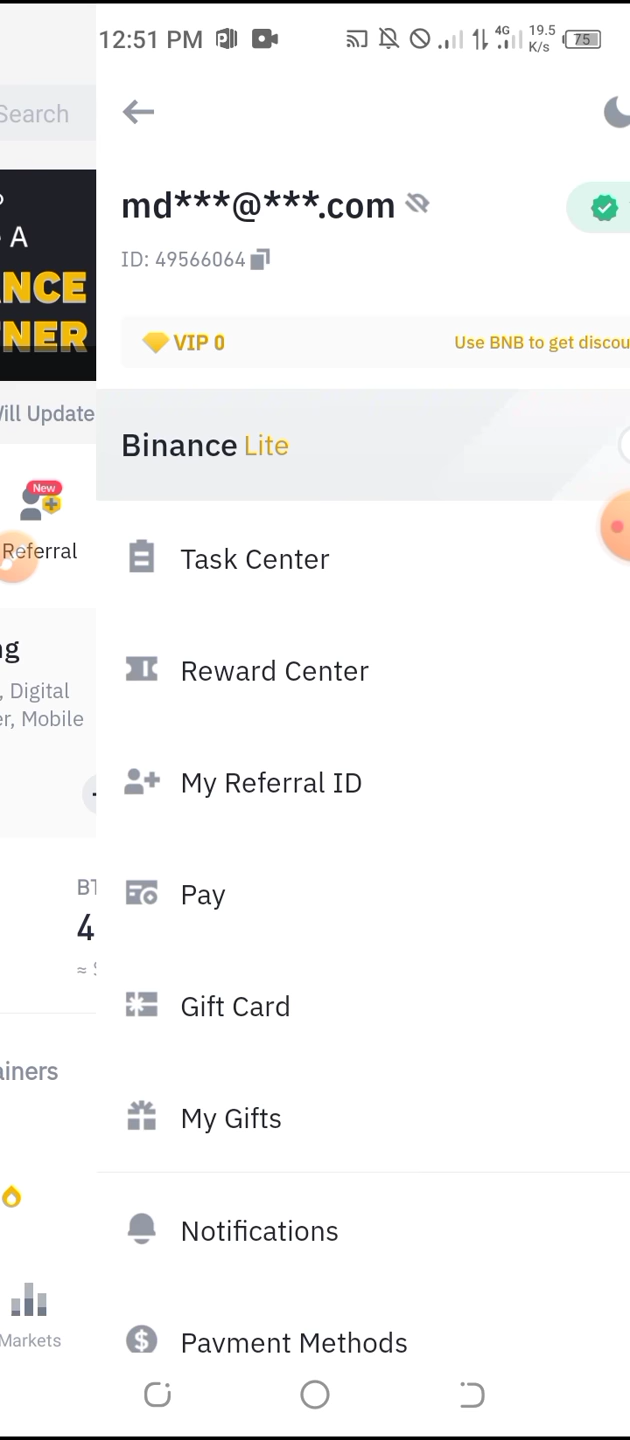 12:51 PM
4G
19.5
K/s
75
Search
A
NCE
NER
Will Update
New
Referral
, Digital
er, Mobile
BT
4
ainers
Markets
md***@***.com
ID: 49566064
VIP 0
Use BNB to get discou
Binance Lite
Task Center
Reward Center
My Referral ID
Pay
Gift Card
My Gifts
Notifications
Payment Methods